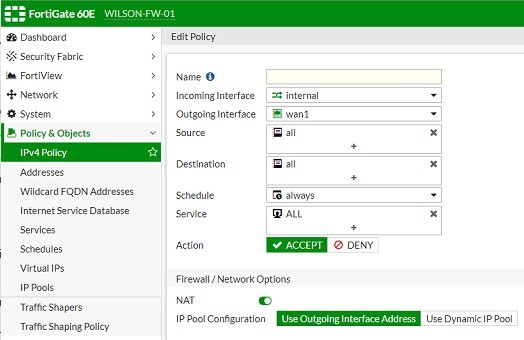 FortiGate 60E WILSON-FW-01
Dashboard
Security Fabric
FortiView
Network
System
Policy & Objects
IPv4 Policy
Addresses
Wildcard FQDN Addresses
Internet Service Database
Services
Schedules
Virtual IPs
IP Pools
Traffic Shapers
Traffic Shaping Policy
Edit Policy
Name
Incoming Interface internal
Outgoing Interface wan1
Source all
+
Destination all
+
Schedule always
Service ALL
+
Action ACCEPT DENY
Firewall / Network Options
NAT
IP Pool Configuration Use Outgoing Interface Address Use Dynamic IP Pool